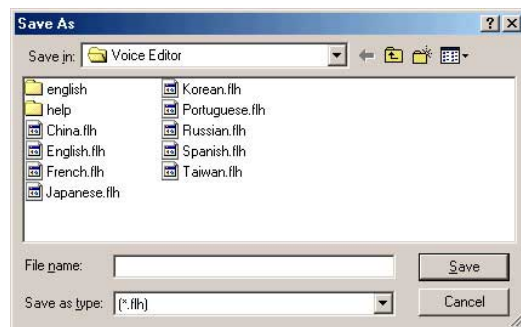 Save As
Save in: Voice Editor
english
help
China.flh
English.flh
French.flh
Japanese.flh
Korean.flh
Portuguese.flh
Russian.flh
Spanish.flh
Taiwan.flh
File name:
Save
Save as type: (*.flh)
Cancel